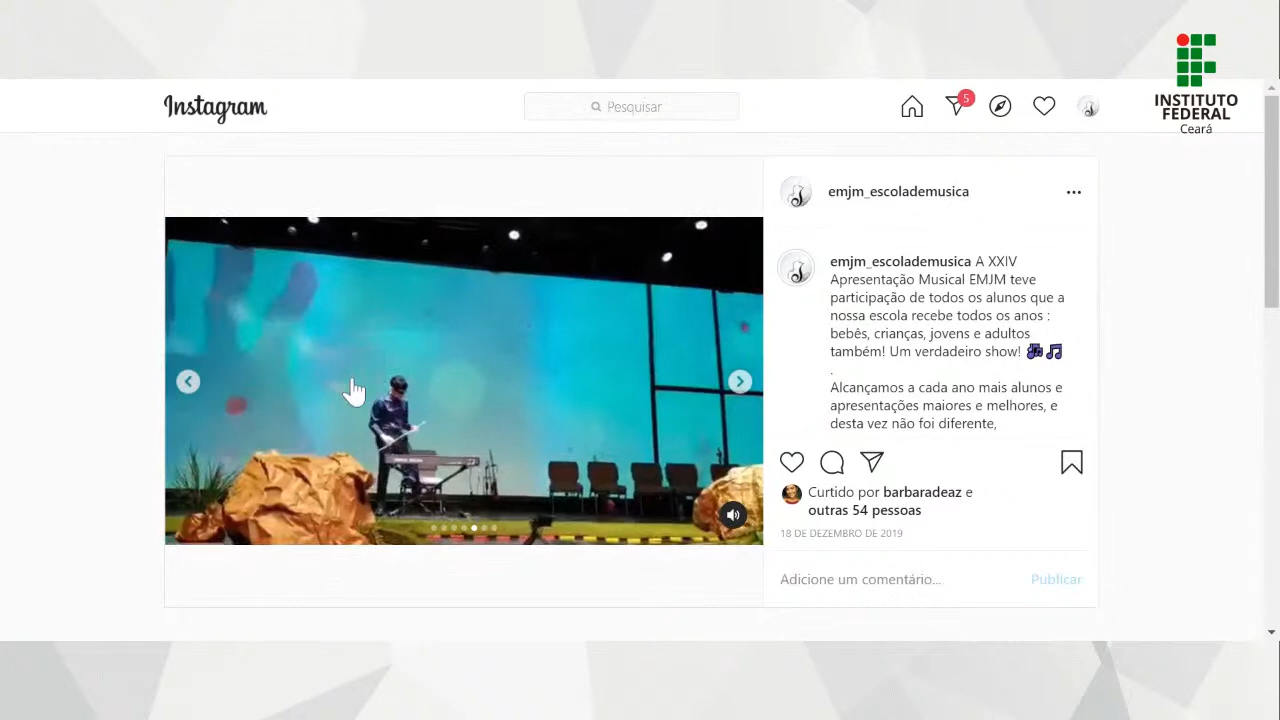 Instagram
Pesquisar
5
INSTITUTO
FEDERAL
Ceará
emjm_escolademusica
emjm_escolademusica A XXIV
Apresentação Musical EMJM teve
participação de todos os alunos que a
nossa escola recebe todos os anos :
bebês, crianças, jovens e adultos
também! Um verdadeiro show! 🎼🎵
.
Alcançamos a cada ano mais alunos e
apresentações maiores e melhores, e
desta vez não foi diferente,
Curtido por barbaradeaz e
outras 54 pessoas
18 DE DEZEMBRO DE 2019
Adicione um comentário...
Publicar